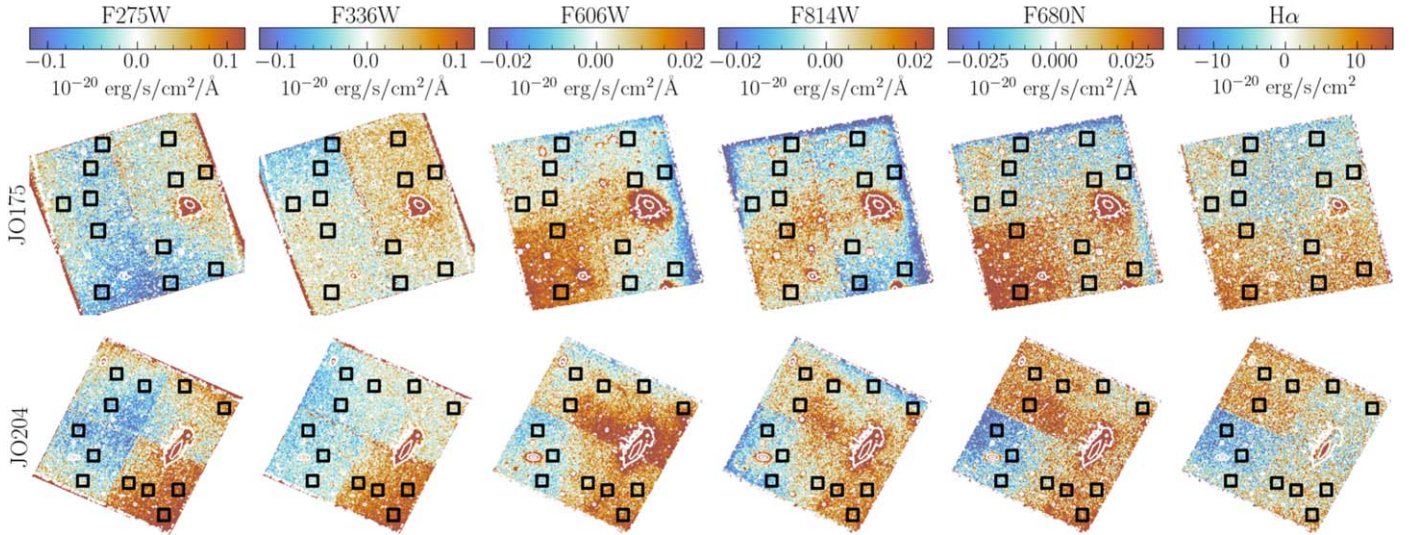 F275W F336W F606W F814W F680N Hα
−0.1 0.0 0.1 −0.1 0.0 0.1 −0.02 0.00 0.02 −0.02 0.00 0.02 −0.025 0.000 0.025 −10 0 10
10⁻²⁰ erg/s/cm²/Å 10⁻²⁰ erg/s/cm²/Å 10⁻²⁰ erg/s/cm²/Å 10⁻²⁰ erg/s/cm²/Å 10⁻²⁰ erg/s/cm²/Å 10⁻²⁰ erg/s/cm²
JO175
JO204